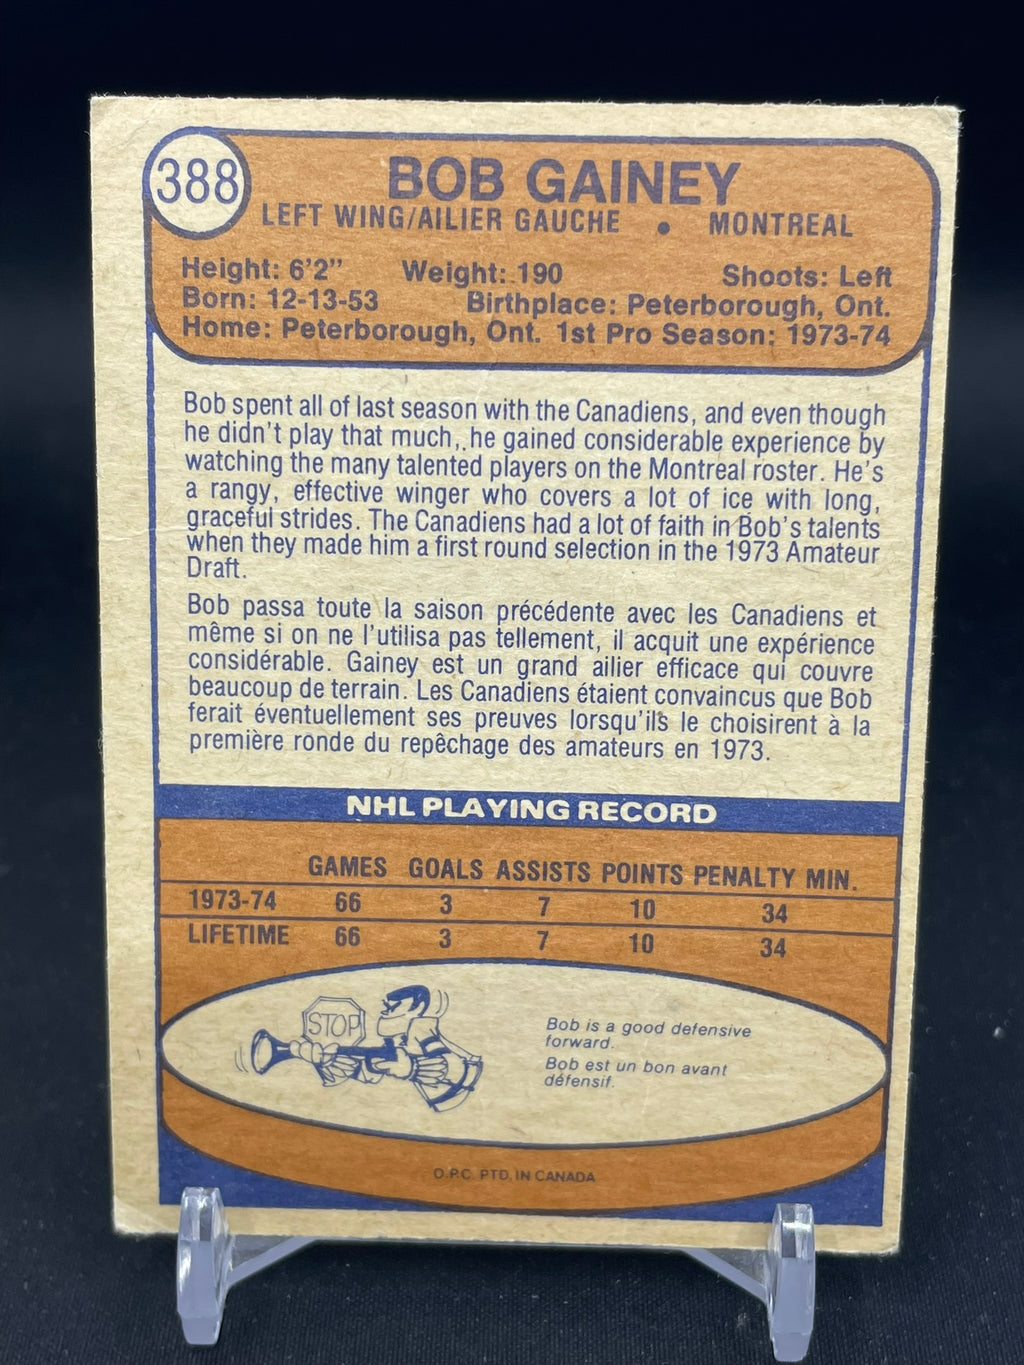 388
BOB GAINEY
LEFT WING/AILIER GAUCHE • MONTREAL
Height: 6'2" Weight: 190 Shoots: Left
Born: 12-13-53 Birthplace: Peterborough, Ont.
Home: Peterborough, Ont. 1st Pro Season: 1973-74
Bob spent all of last season with the Canadiens, and even though
he didn't play that much, he gained considerable experience by
watching the many talented players on the Montreal roster. He's
a rangy, effective winger who covers a lot of ice with long,
graceful strides. The Canadiens had a lot of faith in Bob's talents
when they made him a first round selection in the 1973 Amateur
Draft.
Bob passa toute la saison précédente avec les Canadiens et
même si on ne l'utilisa pas tellement, il acquit une expérience
considérable. Gainey est un grand ailier efficace qui couvre
beaucoup de terrain. Les Canadiens étaient convaincus que Bob
ferait éventuellement ses preuves lorsqu'ils le choisirent à la
première ronde du repêchage des amateurs en 1973.
NHL PLAYING RECORD
GAMES GOALS ASSISTS POINTS PENALTY MIN.
1973-74 66 3 7 10 34
LIFETIME 66 3 7 10 34
STOP
Bob is a good defensive
forward.
Bob est un bon avant
défensif.
O.P.C. PTD. IN CANADA